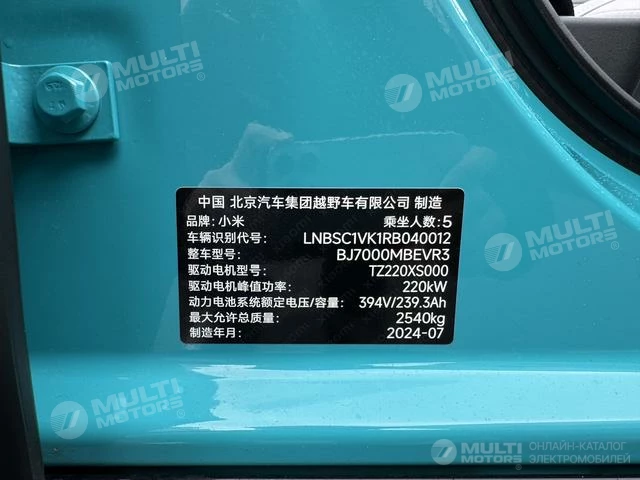 MULTI
MOTORS®
MULTI
MOTORS®
中国 北京汽车集团越野车有限公司 制造
品牌:小米 乘坐人数:5
车辆识别代号: LNBSC1VK1RB040012
整车型号: BJ7000MBEVR3
驱动电机型号: TZ220XS000
驱动电机峰值功率: 220kW
动力电池系统额定电压/容量: 394V/239.3Ah
最大允许总质量: 2540kg
制造年月: 2024-07
MULTI
MOTORS®
MULTI
MOTORS®
MULTI
MOTORS®
ОНЛАЙН-КАТАЛОГ
ЭЛЕКТРОМОБИЛЕЙ